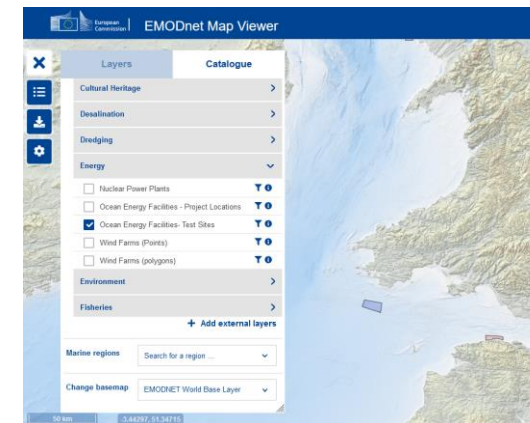 European
Commission
EMODnet Map Viewer
Layers
Catalogue
Cultural Heritage
Desalination
Dredging
Energy
Nuclear Power Plants
Ocean Energy Facilities - Project Locations
Ocean Energy Facilities- Test Sites
Wind Farms (Points)
Wind Farms (polygons)
Environment
Fisheries
+ Add external layers
Marine regions
Search for a region ...
Change basemap
EMODNET World Base Layer
50 km
3.44297, 51.34715